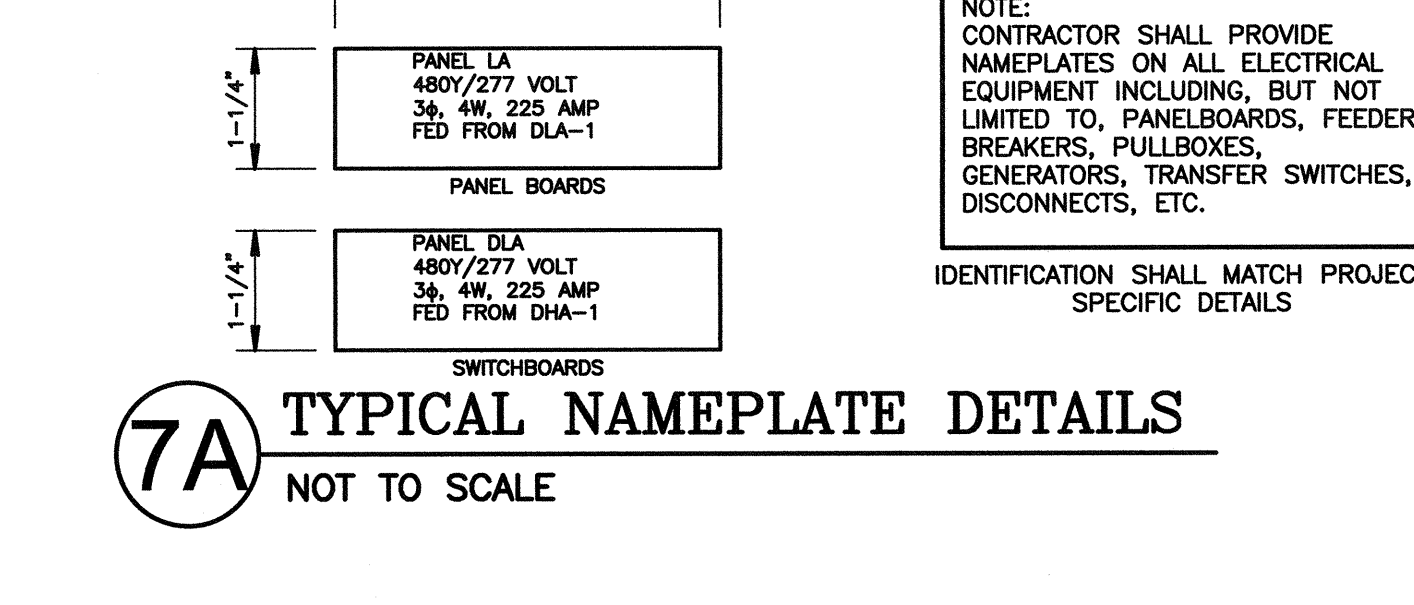 1-1/4"
PANEL LA
480Y/277 VOLT
3ϕ, 4W, 225 AMP
FED FROM DLA-1
PANEL BOARDS
1-1/4"
PANEL DLA
480Y/277 VOLT
3ϕ, 4W, 225 AMP
FED FROM DHA-1
SWITCHBOARDS
NOTE:
CONTRACTOR SHALL PROVIDE
NAMEPLATES ON ALL ELECTRICAL
EQUIPMENT INCLUDING, BUT NOT
LIMITED TO, PANELBOARDS, FEEDER
BREAKERS, PULLBOXES,
GENERATORS, TRANSFER SWITCHES,
DISCONNECTS, ETC.
IDENTIFICATION SHALL MATCH PROJEC
SPECIFIC DETAILS
7A
TYPICAL NAMEPLATE DETAILS
NOT TO SCALE